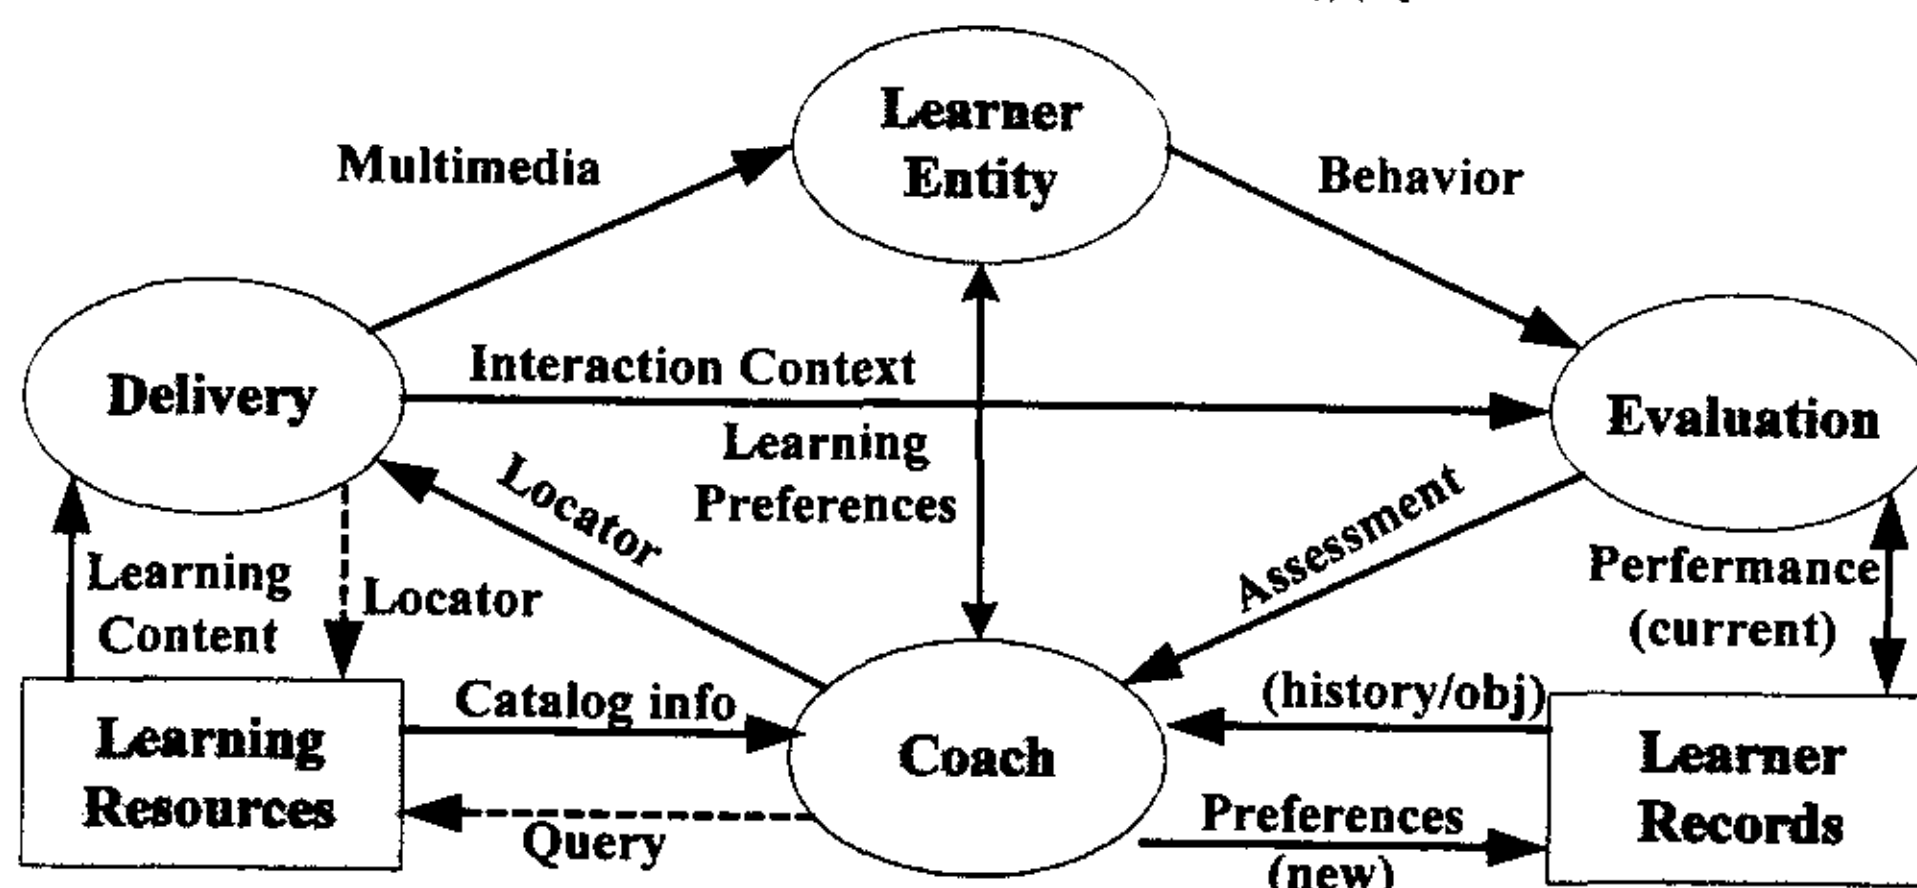 Learner
Entity
Multimedia
Behavior
Delivery
Interaction Context
Evaluation
Learning
Preferences
Locator
Assessment
Learning
Content
Locator
Perfermance
(current)
Catalog info
(history/obj)
Learning
Resources
Coach
Learner
Records
Query
Preferences
(new)